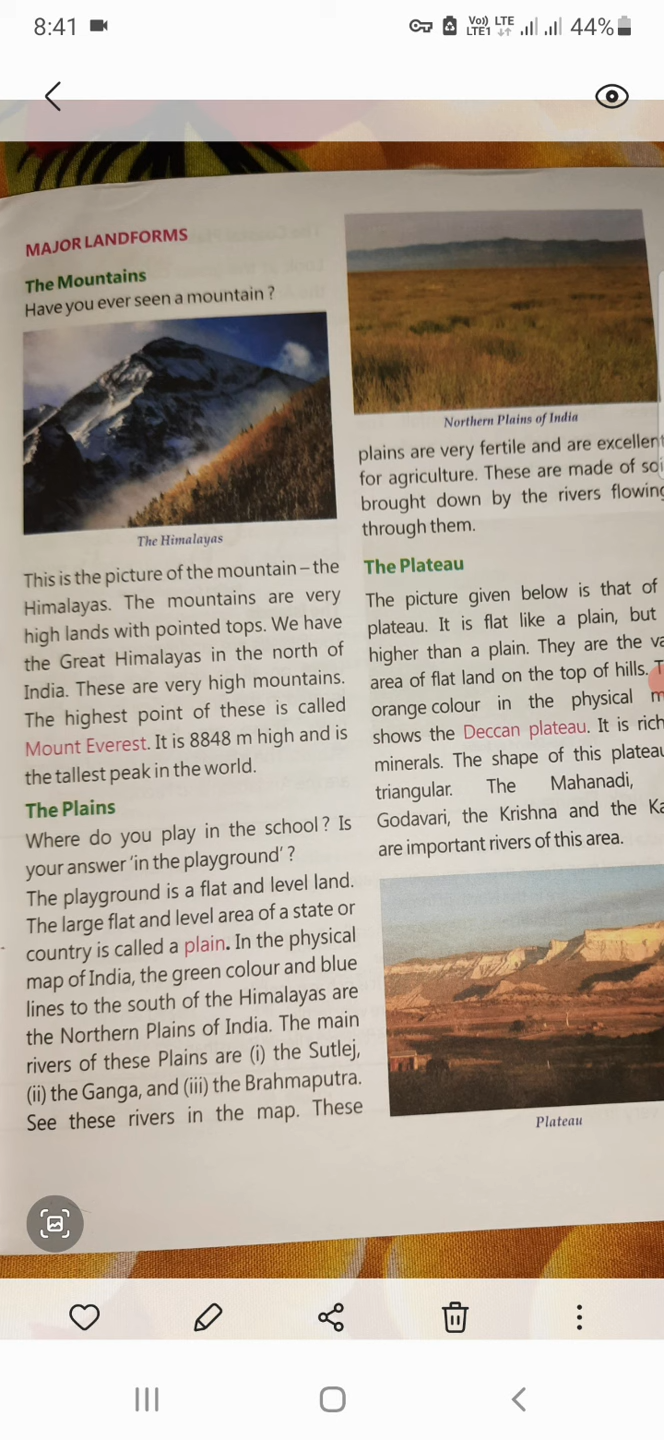 8:41
Vo)) LTE
LTE1
44%
MAJOR LANDFORMS
The Mountains
Have you ever seen a mountain ?
The Himalayas
This is the picture of the mountain – the
Himalayas. The mountains are very
high lands with pointed tops. We have
the Great Himalayas in the north of
India. These are very high mountains.
The highest point of these is called
Mount Everest. It is 8848 m high and is
the tallest peak in the world.
The Plains
Where do you play in the school ? Is
your answer 'in the playground' ?
The playground is a flat and level land.
The large flat and level area of a state or
country is called a plain. In the physical
map of India, the green colour and blue
lines to the south of the Himalayas are
the Northern Plains of India. The main
rivers of these Plains are (i) the Sutlej,
(ii) the Ganga, and (iii) the Brahmaputra.
See these rivers in the map. These
Northern Plains of India
plains are very fertile and are excellent
for agriculture. These are made of soi
brought down by the rivers flowing
through them.
The Plateau
The picture given below is that of
plateau. It is flat like a plain, but
higher than a plain. They are the va
area of flat land on the top of hills. T
orange colour in the physical m
shows the Deccan plateau. It is rich
minerals. The shape of this plateau
triangular. The Mahanadi,
Godavari, the Krishna and the Ka
are important rivers of this area.
Plateau